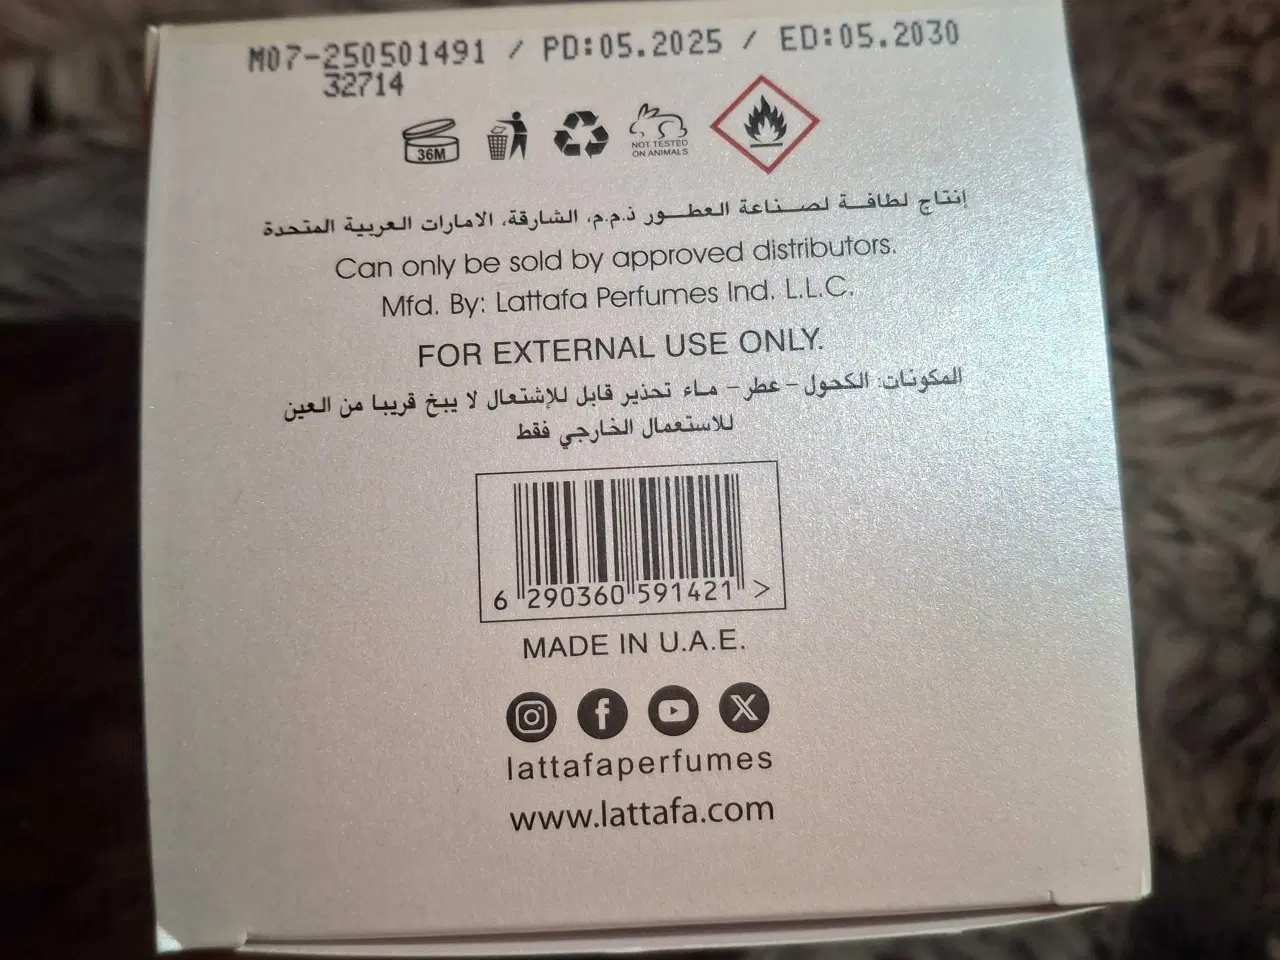 M07-250501491 / PD:05.2025 / ED:05.2030
32714
36M
NOT TESTED
ON ANIMALS
إنتاج لطافة لصناعة العطور ذ.م.م، الشارقة، الامارات العربية المتحدة
Can only be sold by approved distributors.
Mfd. By: Lattafa Perfumes Ind. L.L.C.
FOR EXTERNAL USE ONLY.
المكونات: الكحول - عطر - ماء تحذير قابل للإشتعال لا يبخ قريبا من العين
للاستعمال الخارجي فقط
6 290360 591421 >
MADE IN U.A.E.
lattafaperfumes
www.lattafa.com